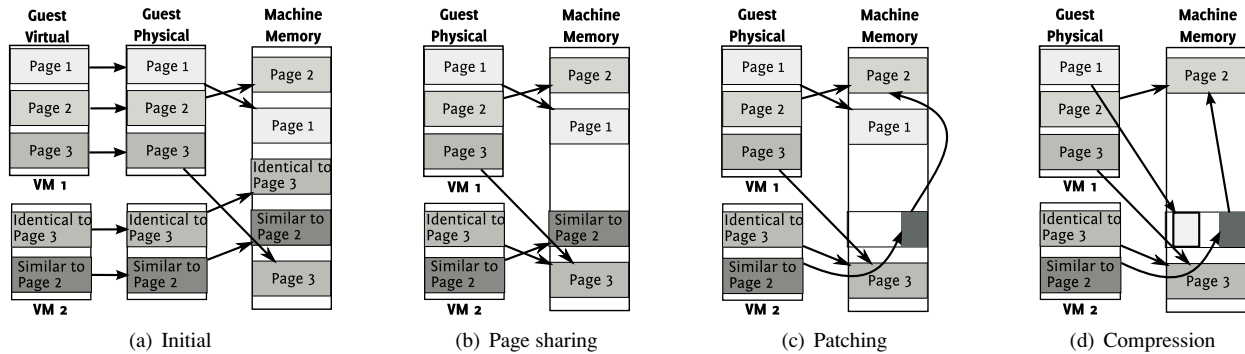 Guest
Virtual
Guest
Physical
Machine
Memory
Page 1
Page 1
Page 2
Page 2
Page 2
Page 1
Page 3
Page 3
Identical to
Page 3
VM 1
Identical to
Page 3
Identical to
Page 3
Similar to
Page 2
Similar to
Page 2
Similar to
Page 2
Page 3
VM 2
(a) Initial
Guest
Physical
Machine
Memory
Page 1
Page 2
Page 2
Page 1
Page 3
VM 1
Identical to
Page 3
Similar to
Page 2
Similar to
Page 2
Page 3
VM 2
(b) Page sharing
Guest
Physical
Machine
Memory
Page 1
Page 2
Page 2
Page 1
Page 3
VM 1
Identical to
Page 3
Similar to
Page 2
Page 3
VM 2
(c) Patching
Guest
Physical
Machine
Memory
Page 1
Page 2
Page 2
Page 3
VM 1
Identical to
Page 3
Similar to
Page 2
Page 3
VM 2
(d) Compression